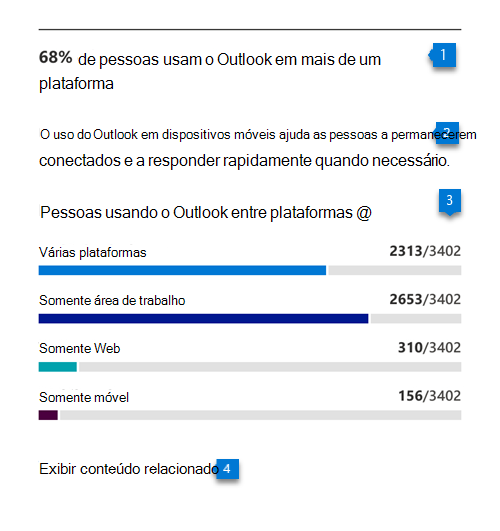 68% de pessoas usam o Outlook em mais de um 1
plataforma
O uso do Outlook em dispositivos móveis ajuda as pessoas a permanecerem 2
conectados e a responder rapidamente quando necessário.
Pessoas usando o Outlook entre plataformas @ 3
Várias plataformas 2313/3402
Somente área de trabalho 2653/3402
Somente Web 310/3402
Somente móvel 156/3402
Exibir conteúdo relacionado 4